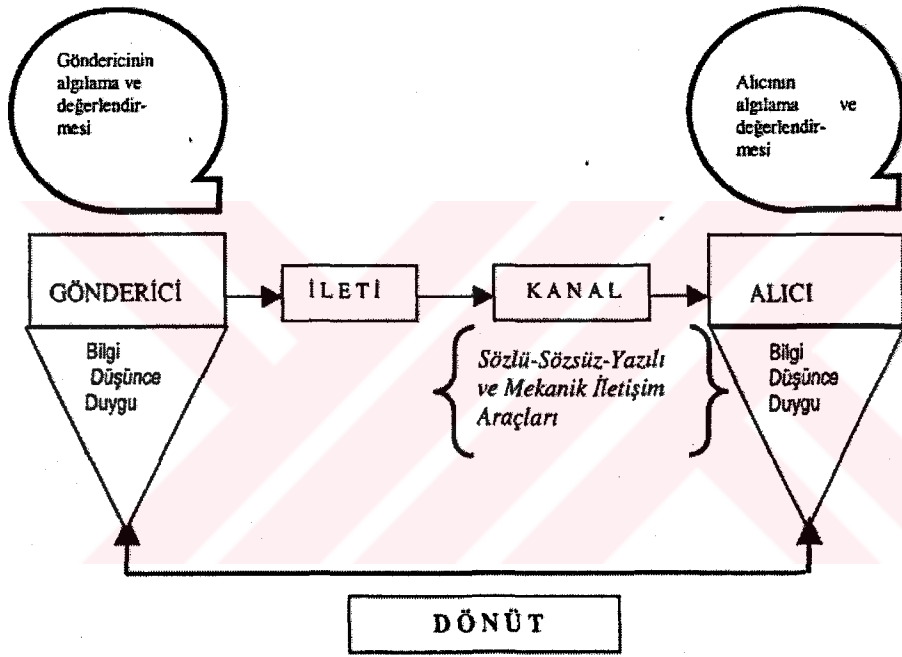 Göndericinin
algılama ve
değerlendir-
mesi
Alıcının
algılama ve
değerlendir-
mesi
GÖNDERİCİ
İLETİ
KANAL
ALICI
Bilgi
Düşünce
Duygu
Sözlü-Sözsüz-Yazılı
ve Mekanik İletişim
Araçları
Bilgi
Düşünce
Duygu
DÖNÜT